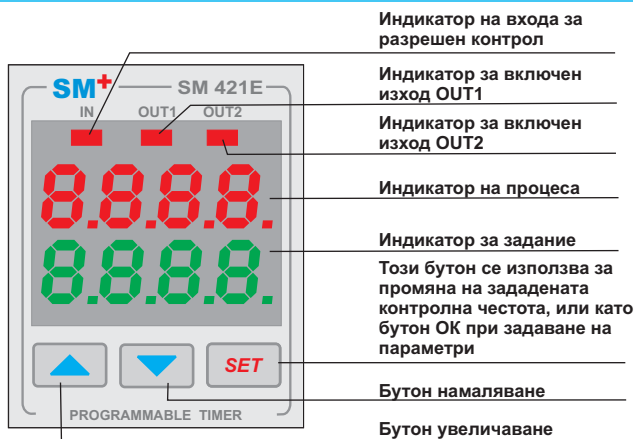 Индикатор на входа за
разрешен контрол
Индикатор за включен
изход OUT1
Индикатор за включен
изход OUT2
Индикатор на процеса
Индикатор за задание
Този бутон се използва за
промяна на зададената
контролна честота, или като
бутон ОК при задаване на
параметри
Бутон намаляване
Бутон увеличаване
SM+ SM 421E
IN OUT1 OUT2
8.8.8.8.
8.8.8.8.
SET
PROGRAMMABLE TIMER